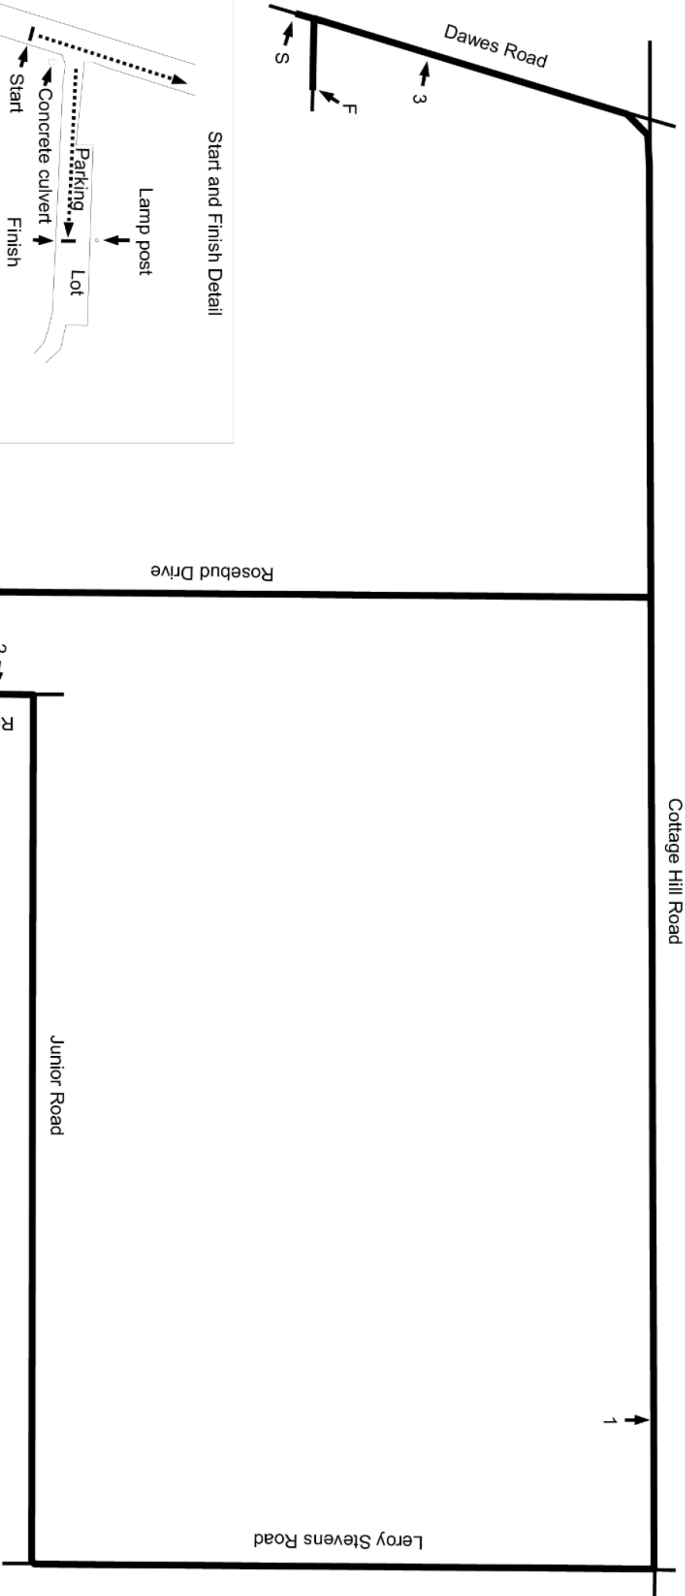 Dawes Road
S
3
F
Start and Finish Detail
Lamp post
Parking
Lot
Concrete culvert
Start
Finish
Rosebud Drive
Cottage Hill Road
Junior Road
1
Leroy Stevens Road